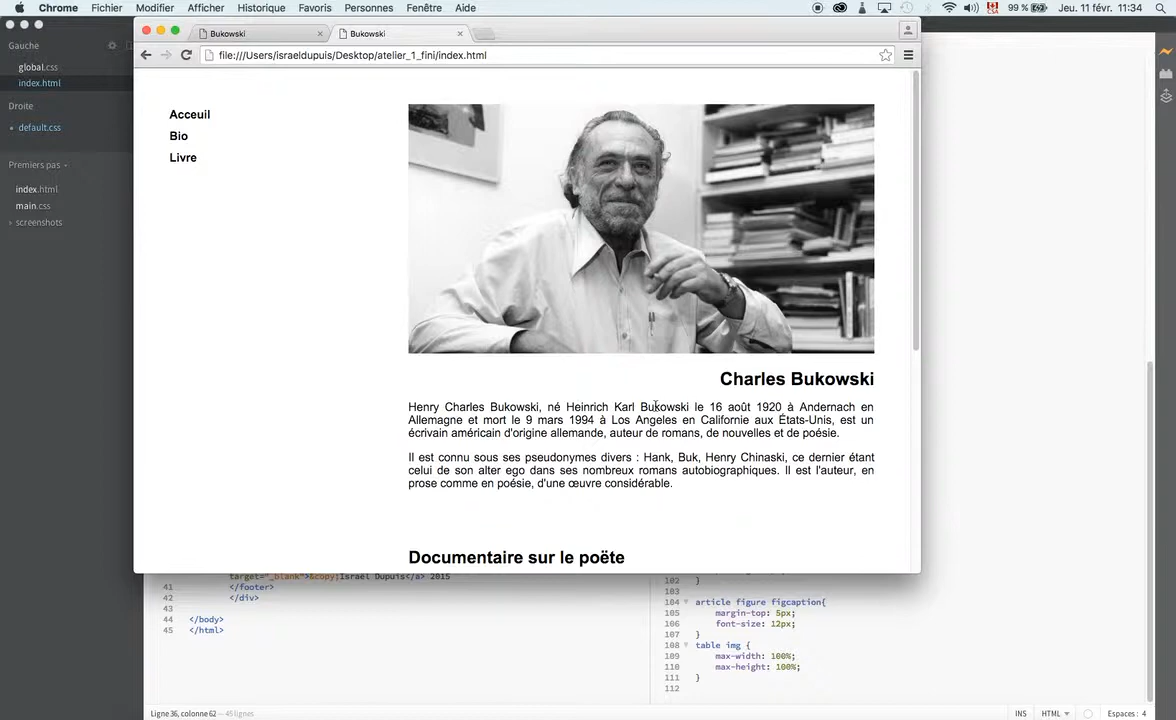 Chrome Fichier Modifier Afficher Historique Favoris Personnes Fenêtre Aide 99 % Jeu. 11 févr. 11:34
Gauche
global.css
index.html
Droite
default.css
Premiers pas
index.html
main.css
screenshots
Bukowski
Bukowski
file:///Users/israeldupuis/Desktop/atelier_1_fini/index.html
Acceuil
Bio
Livre
Charles Bukowski
Henry Charles Bukowski, né Heinrich Karl Bukowski le 16 août 1920 à Andernach en
Allemagne et mort le 9 mars 1994 à Los Angeles en Californie aux États-Unis, est un
écrivain américain d'origine allemande, auteur de romans, de nouvelles et de poésie.
Il est connu sous ses pseudonymes divers : Hank, Buk, Henry Chinaski, ce dernier étant
celui de son alter ego dans ses nombreux romans autobiographiques. Il est l'auteur, en
prose comme en poésie, d'une œuvre considérable.
Documentaire sur le poëte
target="_blank">&copy;Israël Dupuis</a> 2015
41 </footer>
42 </div>
43
44 </body>
45 </html>
102 }
103
104 article figure figcaption{
105 margin-top: 5px;
106 font-size: 12px;
107 }
108 table img {
109 max-width: 100%;
110 max-height: 100%;
111 }
112
Ligne 36, colonne 62 — 45 lignes
INS HTML Espaces : 4